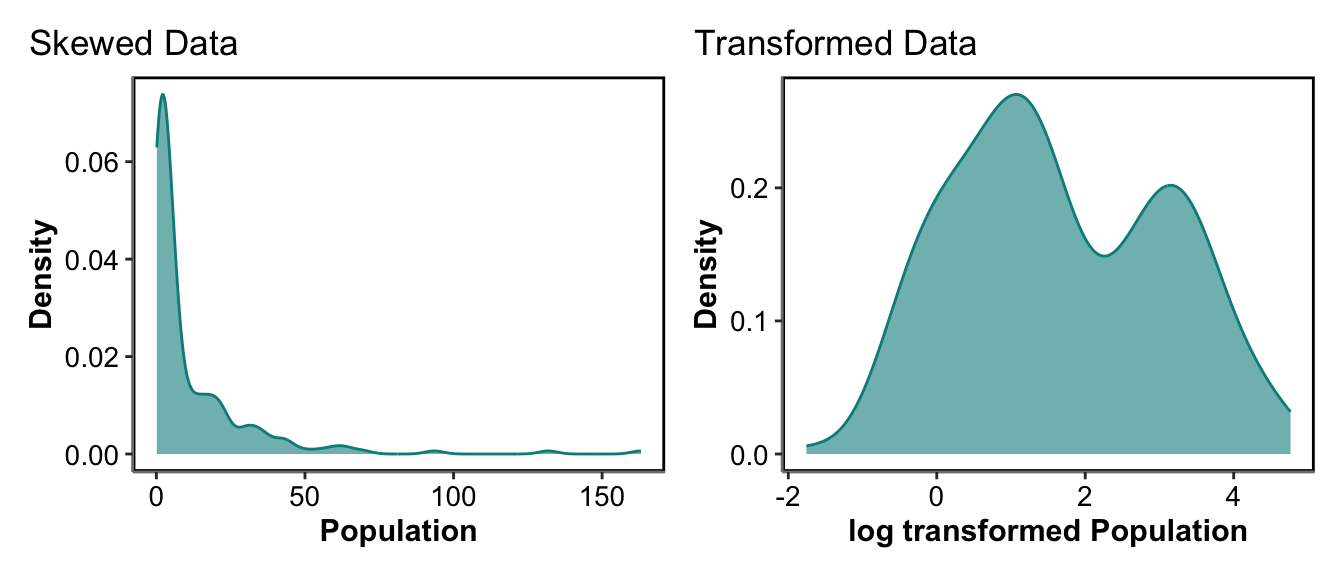 Skewed Data
Density
0.06
0.04
0.02
0.00
0 50 100 150
Population
Transformed Data
Density
0.2
0.1
0.0
-2 0 2 4
log transformed Population